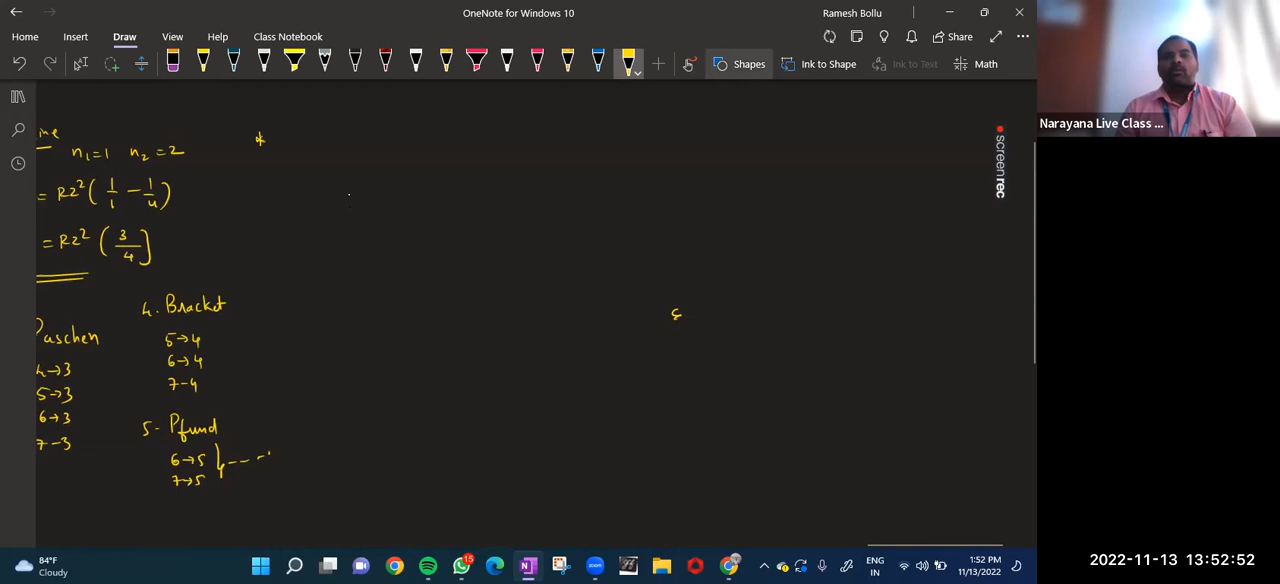 OneNote for Windows 10
Ramesh Bollu
Home Insert Draw View Help Class Notebook
Share
Shapes Ink to Shape Ink to Text Math
Narayana Live Class ...
screenrec
n₁=1 n₂=2
*
= RZ² ( 1/1 - 1/4 )
= RZ² ( 3/4 ]
4. Bracket
5→4
6→4
7-4
Paschen
4→3
5→3
6→3
7-3
5- Pfund
6→5
7→5
84°F
Cloudy
15
ENG
IN
1:52 PM
11/13/2022
2022-11-13 13:52:52